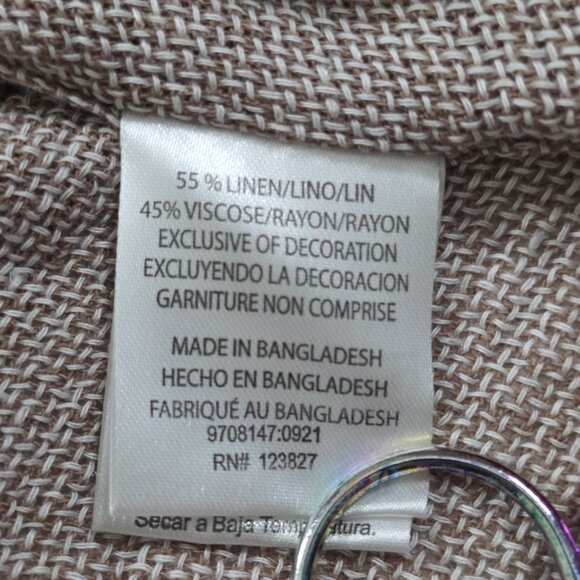 55 % LINEN/LINO/LIN
45% VISCOSE/RAYON/RAYON
EXCLUSIVE OF DECORATION
EXCLUYENDO LA DECORACION
GARNITURE NON COMPRISE
MADE IN BANGLADESH
HECHO EN BANGLADESH
FABRIQUÉ AU BANGLADESH
9708147:0921
RN# 123827
Secar a Baja Temperatura.